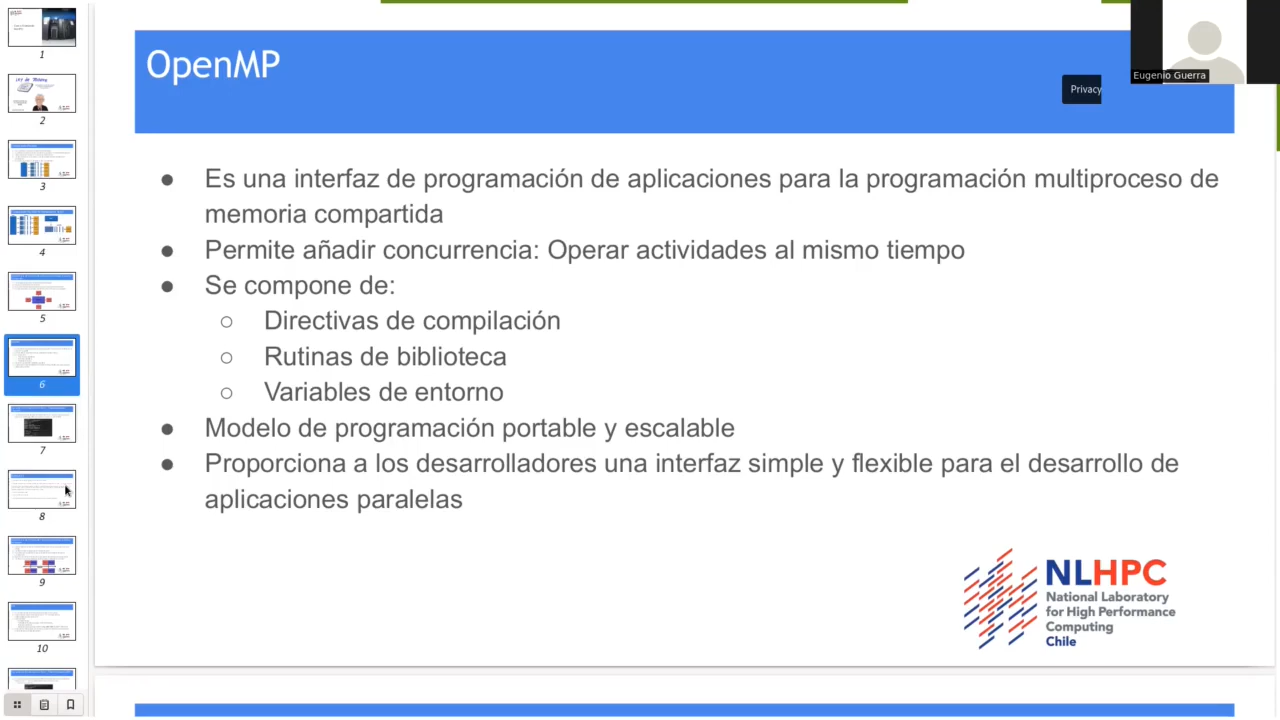 OpenMP
Eugenio Guerra
Privacy
● Es una interfaz de programación de aplicaciones para la programación multiproceso de
memoria compartida
● Permite añadir concurrencia: Operar actividades al mismo tiempo
● Se compone de:
○ Directivas de compilación
○ Rutinas de biblioteca
○ Variables de entorno
● Modelo de programación portable y escalable
● Proporciona a los desarrolladores una interfaz simple y flexible para el desarrollo de
aplicaciones paralelas
NLHPC
National Laboratory
for High Performance
Computing
Chile
1
2
3
4
5
6
7
8
9
10